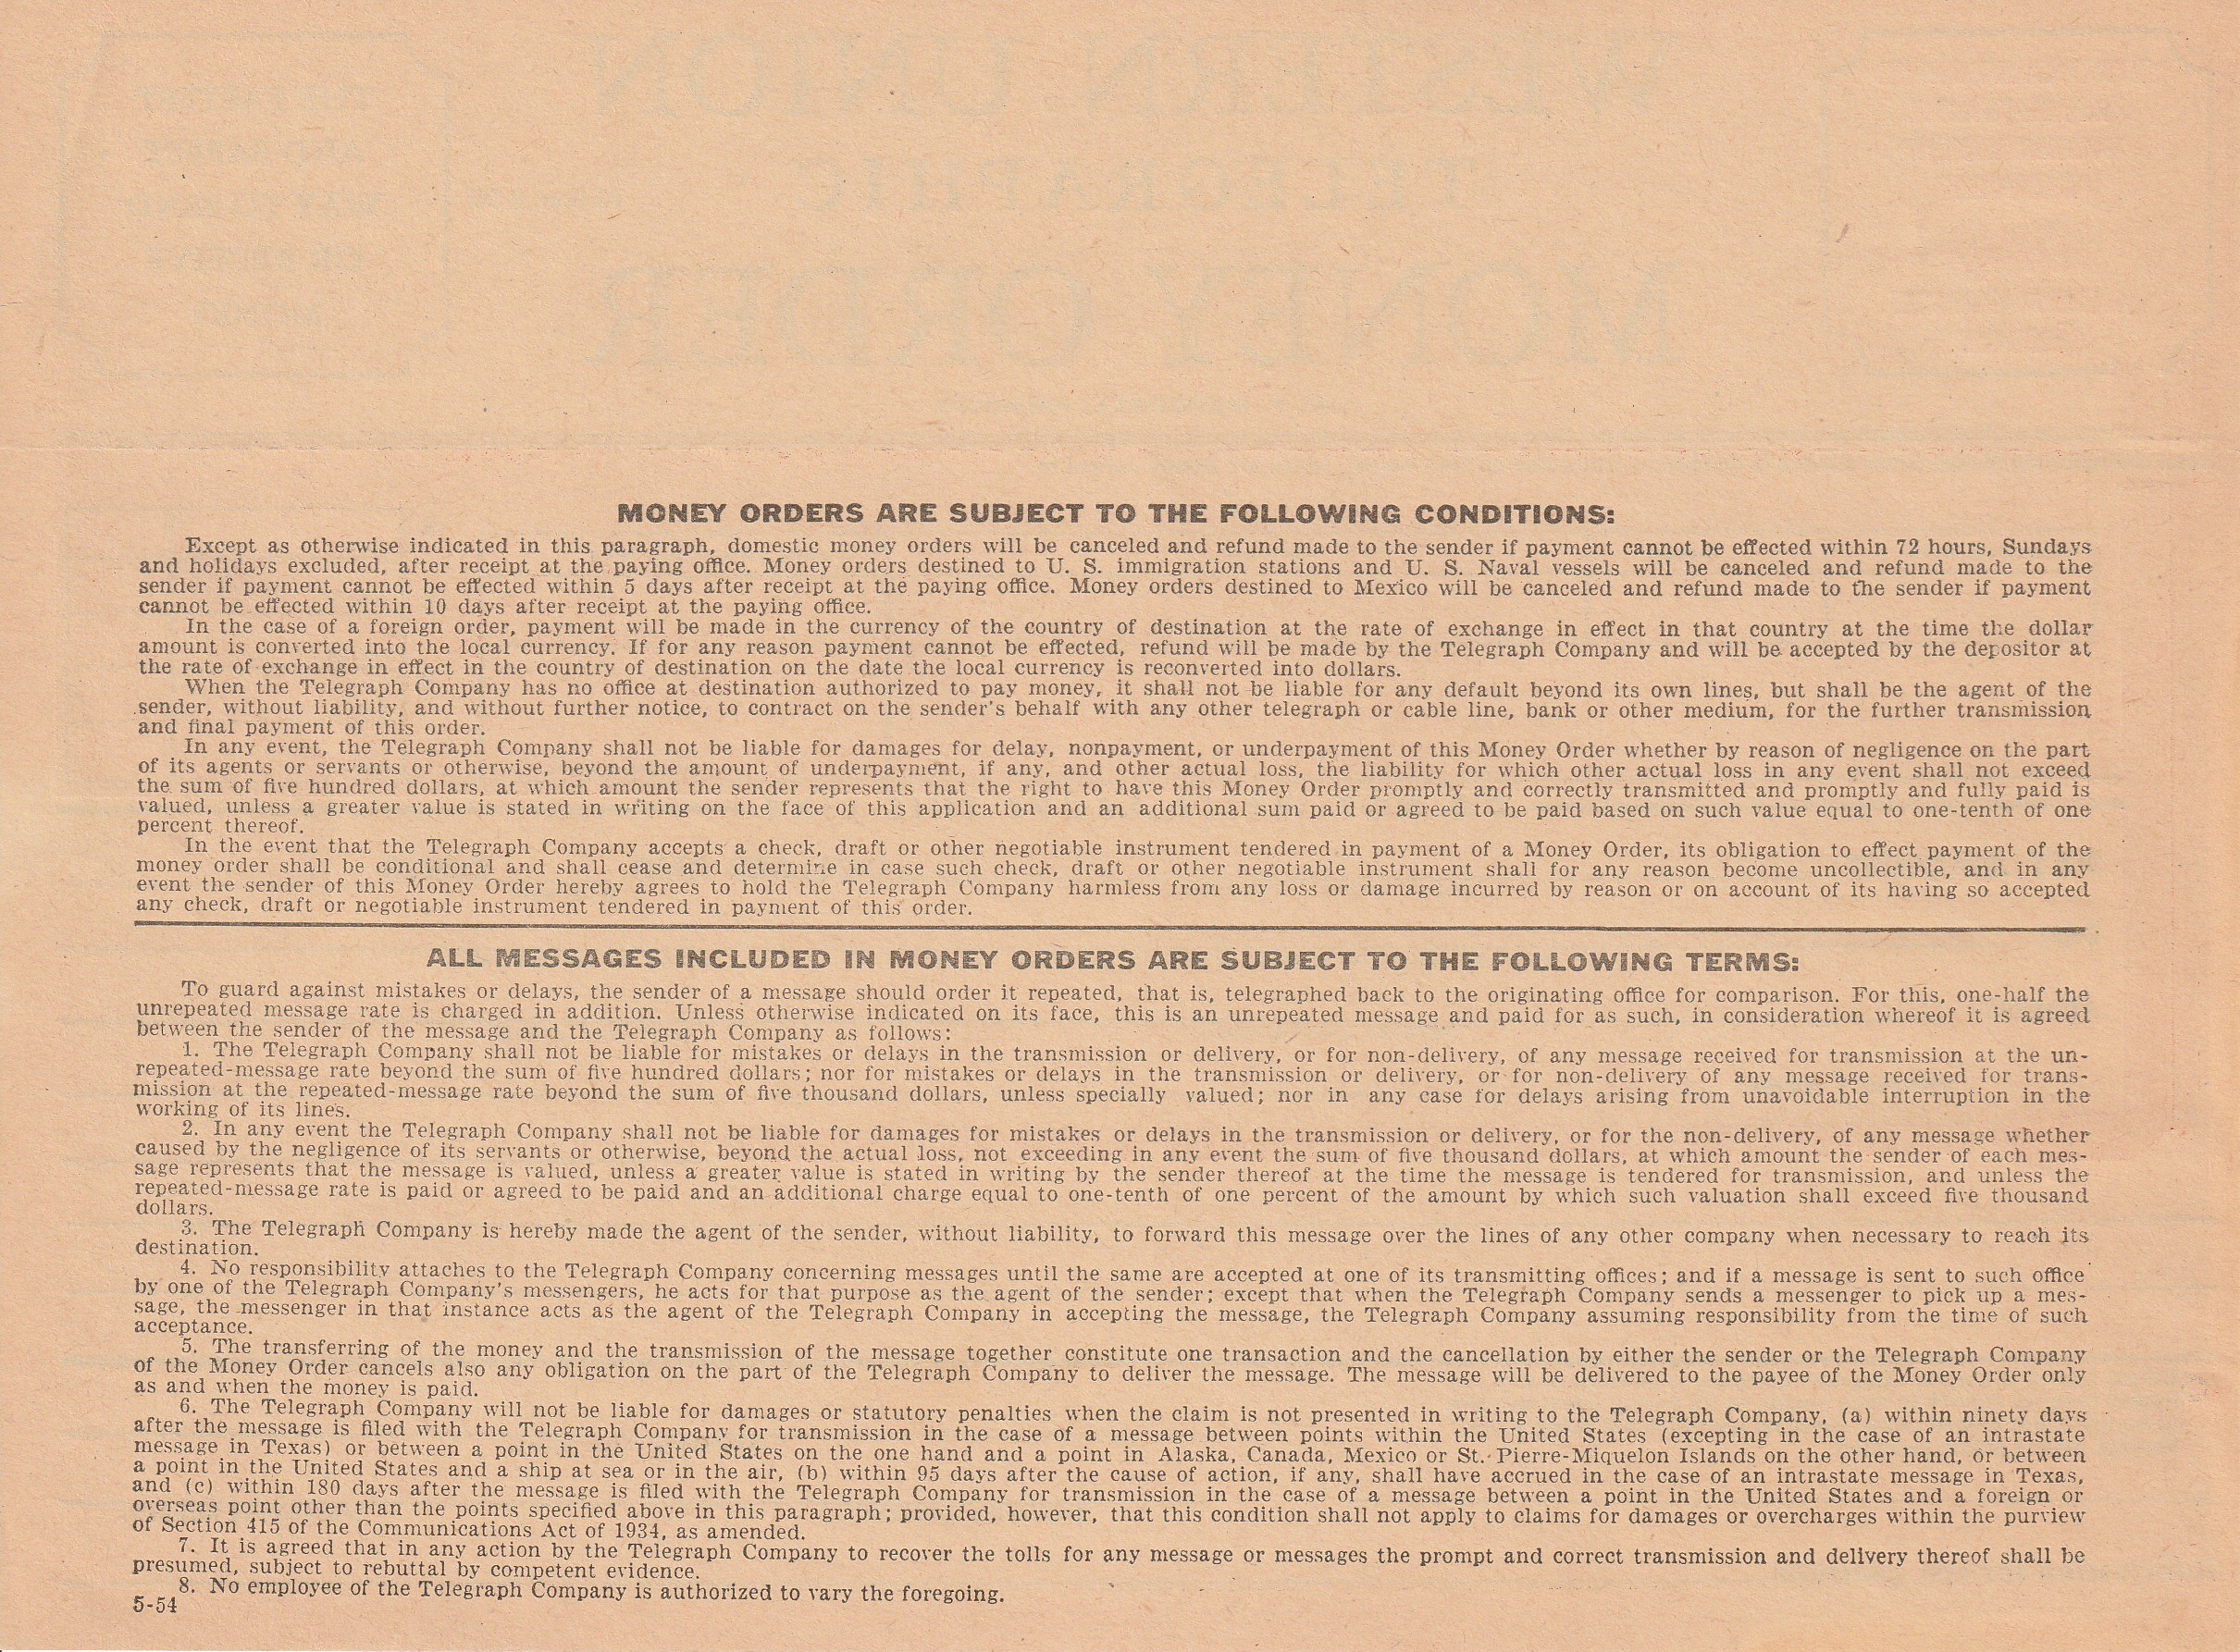 MONEY ORDERS ARE SUBJECT TO THE FOLLOWING CONDITIONS:
Except as otherwise indicated in this paragraph, domestic money orders will be canceled and refund made to the sender if payment cannot be effected within 72 hours, Sundays
and holidays excluded, after receipt at the paying office. Money orders destined to U. S. immigration stations and U. S. Naval vessels will be canceled and refund made to the
sender if payment cannot be effected within 5 days after receipt at the paying office. Money orders destined to Mexico will be canceled and refund made to the sender if payment
cannot be effected within 10 days after receipt at the paying office.
In the case of a foreign order, payment will be made in the currency of the country of destination at the rate of exchange in effect in that country at the time the dollar
amount is converted into the local currency. If for any reason payment cannot be effected, refund will be made by the Telegraph Company and will be accepted by the depositor at
the rate of exchange in effect in the country of destination on the date the local currency is reconverted into dollars.
When the Telegraph Company has no office at destination authorized to pay money, it shall not be liable for any default beyond its own lines, but shall be the agent of the
sender, without liability, and without further notice, to contract on the sender's behalf with any other telegraph or cable line, bank or other medium, for the further transmission
and final payment of this order.
In any event, the Telegraph Company shall not be liable for damages for delay, nonpayment, or underpayment of this Money Order whether by reason of negligence on the part
of its agents or servants or otherwise, beyond the amount of underpayment, if any, and other actual loss, the liability for which other actual loss in any event shall not exceed
the sum of five hundred dollars, at which amount the sender represents that the right to have this Money Order promptly and correctly transmitted and promptly and fully paid is
valued, unless a greater value is stated in writing on the face of this application and an additional sum paid or agreed to be paid based on such value equal to one-tenth of one
percent thereof.
In the event that the Telegraph Company accepts a check, draft or other negotiable instrument tendered in payment of a Money Order, its obligation to effect payment of the
money order shall be conditional and shall cease and determine in case such check, draft or other negotiable instrument shall for any reason become uncollectible, and in any
event the sender of this Money Order hereby agrees to hold the Telegraph Company harmless from any loss or damage incurred by reason or on account of its having so accepted
any check, draft or negotiable instrument tendered in payment of this order.
ALL MESSAGES INCLUDED IN MONEY ORDERS ARE SUBJECT TO THE FOLLOWING TERMS:
To guard against mistakes or delays, the sender of a message should order it repeated, that is, telegraphed back to the originating office for comparison. For this, one-half the
unrepeated message rate is charged in addition. Unless otherwise indicated on its face, this is an unrepeated message and paid for as such, in consideration whereof it is agreed
between the sender of the message and the Telegraph Company as follows:
1. The Telegraph Company shall not be liable for mistakes or delays in the transmission or delivery, or for non-delivery, of any message received for transmission at the un-
repeated-message rate beyond the sum of five hundred dollars; nor for mistakes or delays in the transmission or delivery, or for non-delivery of any message received for trans-
mission at the repeated-message rate beyond the sum of five thousand dollars, unless specially valued; nor in any case for delays arising from unavoidable interruption in the
working of its lines.
2. In any event the Telegraph Company shall not be liable for damages for mistakes or delays in the transmission or delivery, or for the non-delivery, of any message whether
caused by the negligence of its servants or otherwise, beyond the actual loss, not exceeding in any event the sum of five thousand dollars, at which amount the sender of each mes-
sage represents that the message is valued, unless a greater value is stated in writing by the sender thereof at the time the message is tendered for transmission, and unless the
repeated-message rate is paid or agreed to be paid and an additional charge equal to one-tenth of one percent of the amount by which such valuation shall exceed five thousand
dollars.
3. The Telegraph Company is hereby made the agent of the sender, without liability, to forward this message over the lines of any other company when necessary to reach its
destination.
4. No responsibility attaches to the Telegraph Company concerning messages until the same are accepted at one of its transmitting offices; and if a message is sent to such office
by one of the Telegraph Company's messengers, he acts for that purpose as the agent of the sender; except that when the Telegraph Company sends a messenger to pick up a mes-
sage, the messenger in that instance acts as the agent of the Telegraph Company in accepting the message, the Telegraph Company assuming responsibility from the time of such
acceptance.
5. The transferring of the money and the transmission of the message together constitute one transaction and the cancellation by either the sender or the Telegraph Company
of the Money Order cancels also any obligation on the part of the Telegraph Company to deliver the message. The message will be delivered to the payee of the Money Order only
as and when the money is paid.
6. The Telegraph Company will not be liable for damages or statutory penalties when the claim is not presented in writing to the Telegraph Company, (a) within ninety days
after the message is filed with the Telegraph Company for transmission in the case of a message between points within the United States (excepting in the case of an intrastate
message in Texas) or between a point in the United States on the one hand and a point in Alaska, Canada, Mexico or St. Pierre-Miquelon Islands on the other hand, or between
a point in the United States and a ship at sea or in the air, (b) within 95 days after the cause of action, if any, shall have accrued in the case of an intrastate message in Texas,
and (c) within 180 days after the message is filed with the Telegraph Company for transmission in the case of a message between a point in the United States and a foreign or
overseas point other than the points specified above in this paragraph; provided, however, that this condition shall not apply to claims for damages or overcharges within the purview
of Section 415 of the Communications Act of 1934, as amended.
7. It is agreed that in any action by the Telegraph Company to recover the tolls for any message or messages the prompt and correct transmission and delivery thereof shall be
presumed, subject to rebuttal by competent evidence.
8. No employee of the Telegraph Company is authorized to vary the foregoing.
5-54